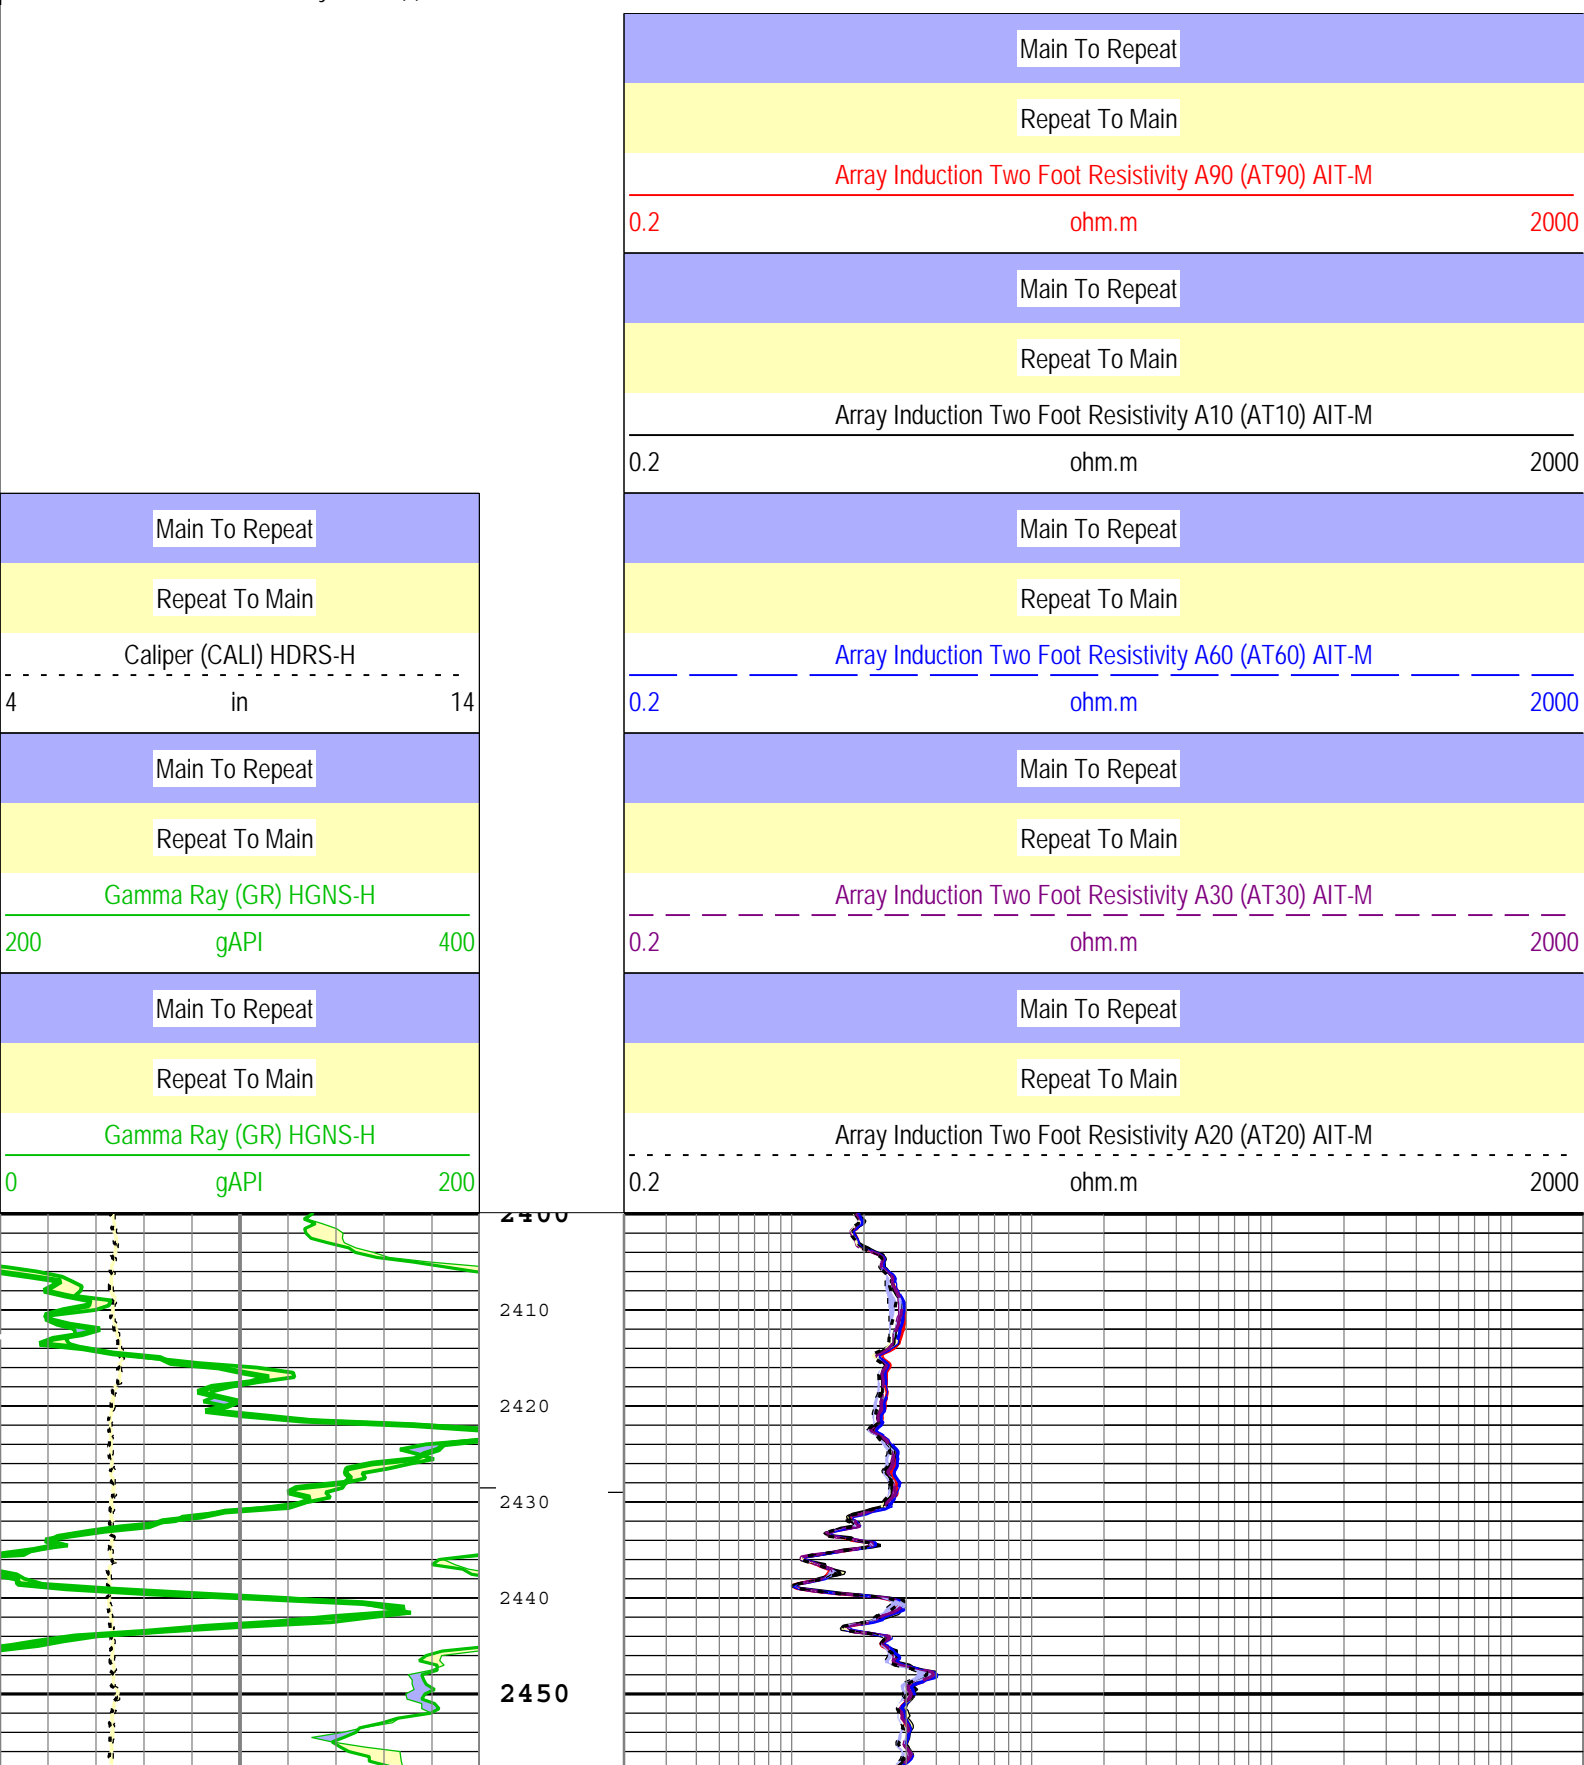 Main To Repeat
Repeat To Main
Array Induction Two Foot Resistivity A90 (AT90) AIT-M
0.2 ohm.m 2000
Main To Repeat
Repeat To Main
Array Induction Two Foot Resistivity A10 (AT10) AIT-M
0.2 ohm.m 2000
Main To Repeat Main To Repeat
Repeat To Main Repeat To Main
Caliper (CALI) HDRS-H Array Induction Two Foot Resistivity A60 (AT60) AIT-M
4 in 14 0.2 ohm.m 2000
Main To Repeat Main To Repeat
Repeat To Main Repeat To Main
Gamma Ray (GR) HGNS-H Array Induction Two Foot Resistivity A30 (AT30) AIT-M
200 gAPI 400 0.2 ohm.m 2000
Main To Repeat Main To Repeat
Repeat To Main Repeat To Main
Gamma Ray (GR) HGNS-H Array Induction Two Foot Resistivity A20 (AT20) AIT-M
0 gAPI 200 0.2 ohm.m 2000
2400
2410
2420
2430
2440
2450